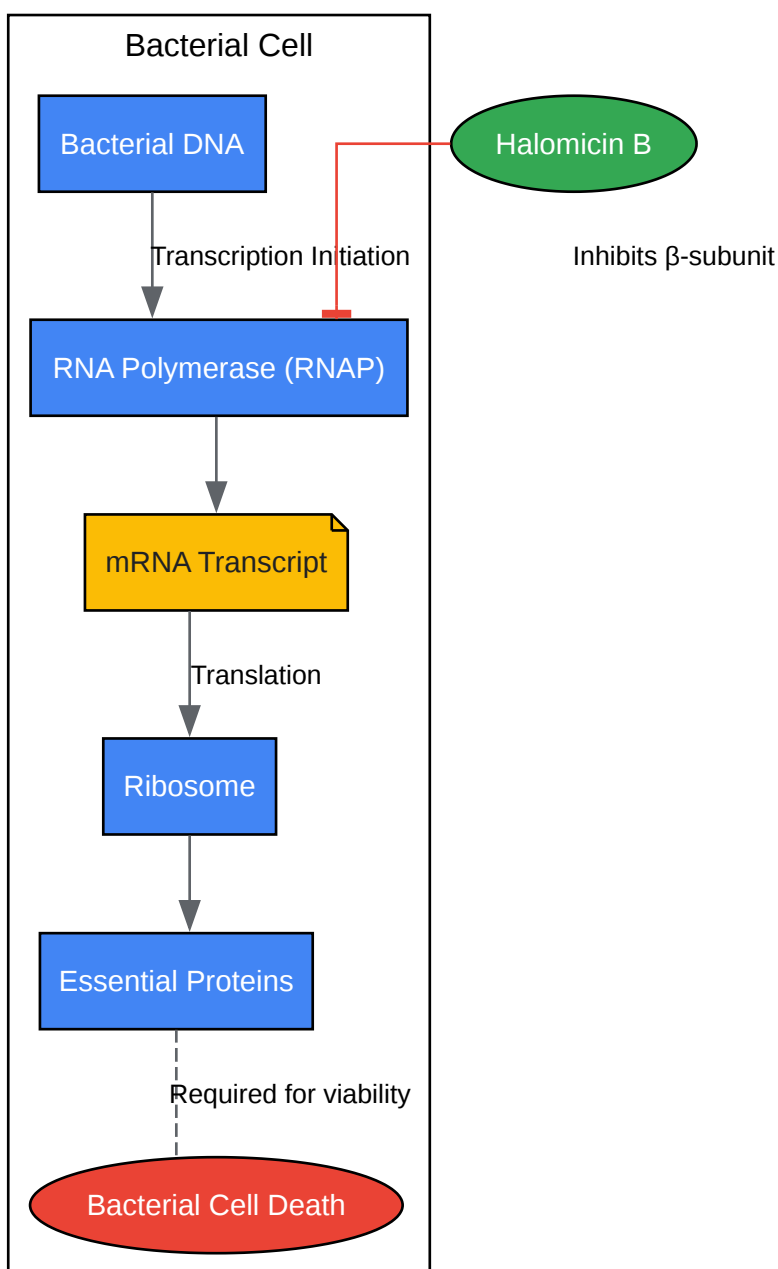 Bacterial Cell
Bacterial DNA
Halomicin B
Transcription Initiation
Inhibits β-subunit
RNA Polymerase (RNAP)
mRNA Transcript
Translation
Ribosome
Essential Proteins
Required for viability
Bacterial Cell Death